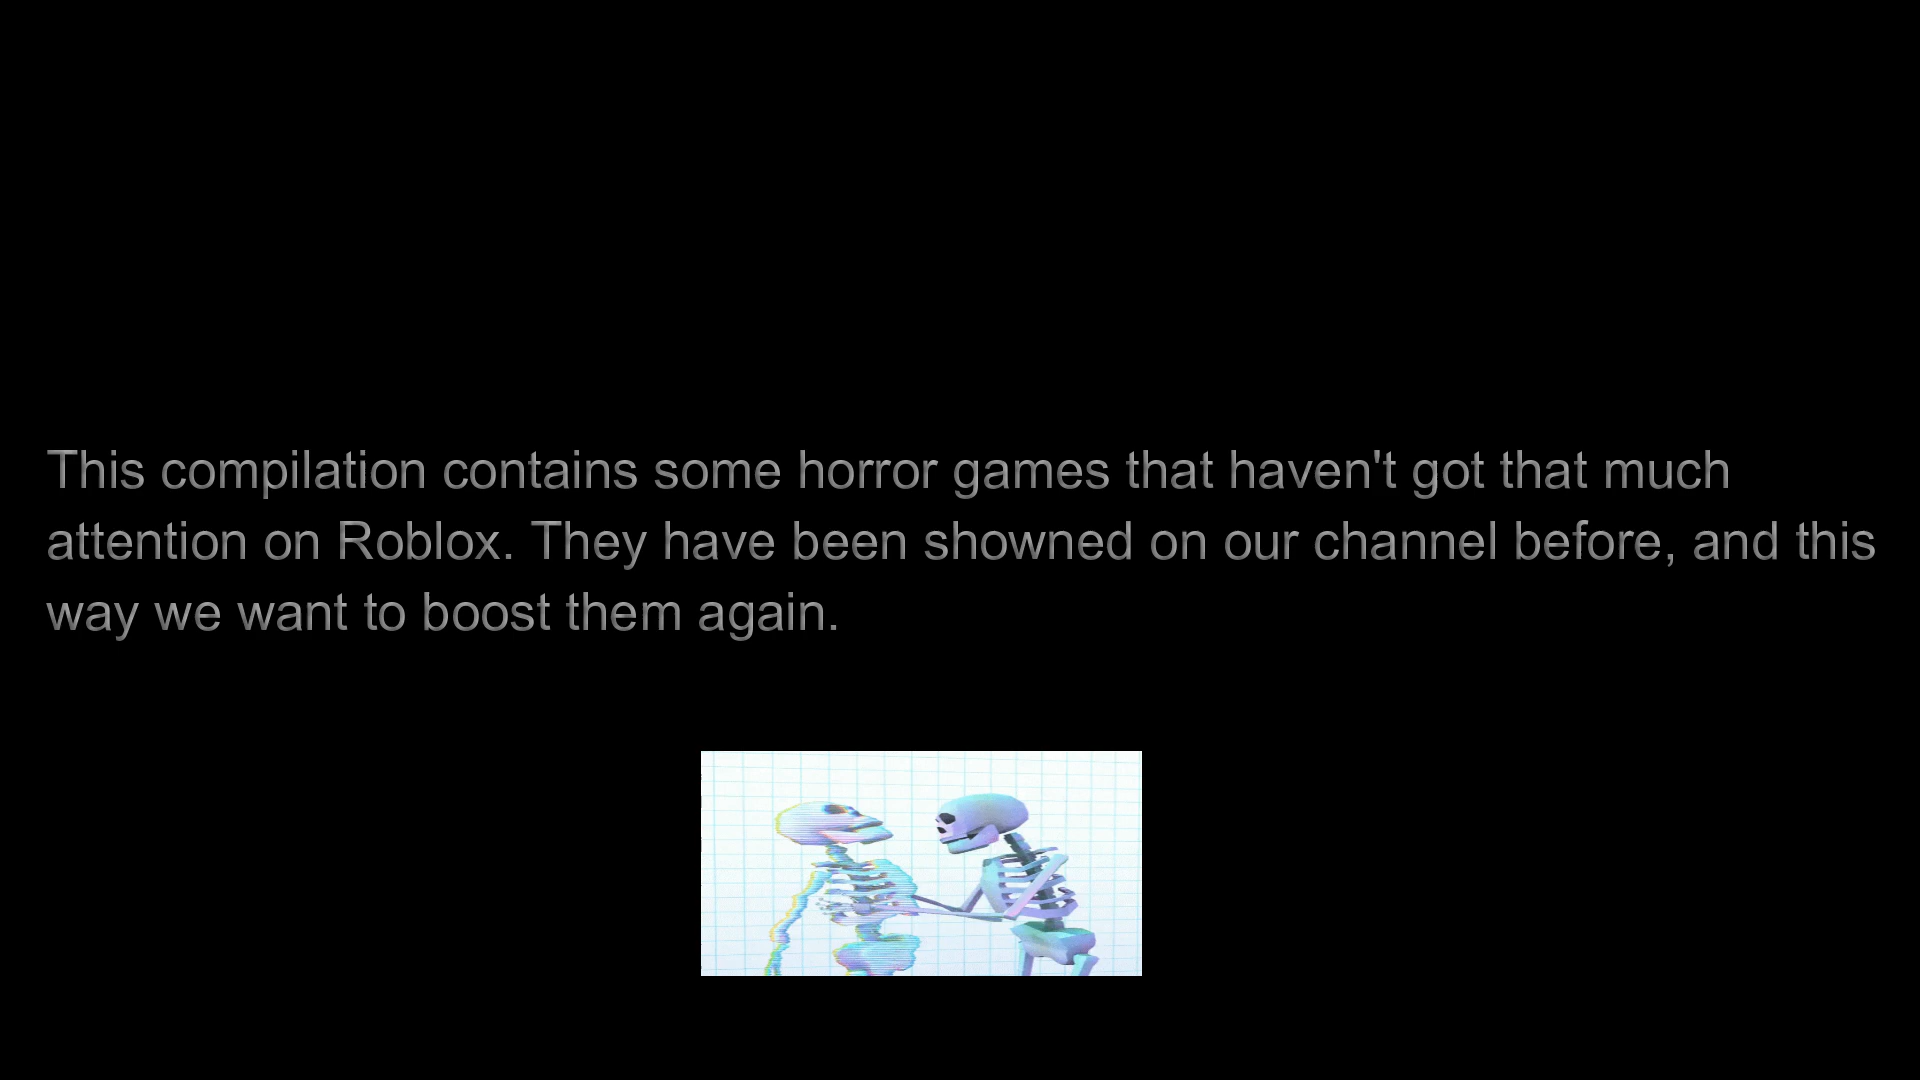 This compilation contains some horror games that haven't got that much
attention on Roblox. They have been showned on our channel before, and this
way we want to boost them again.